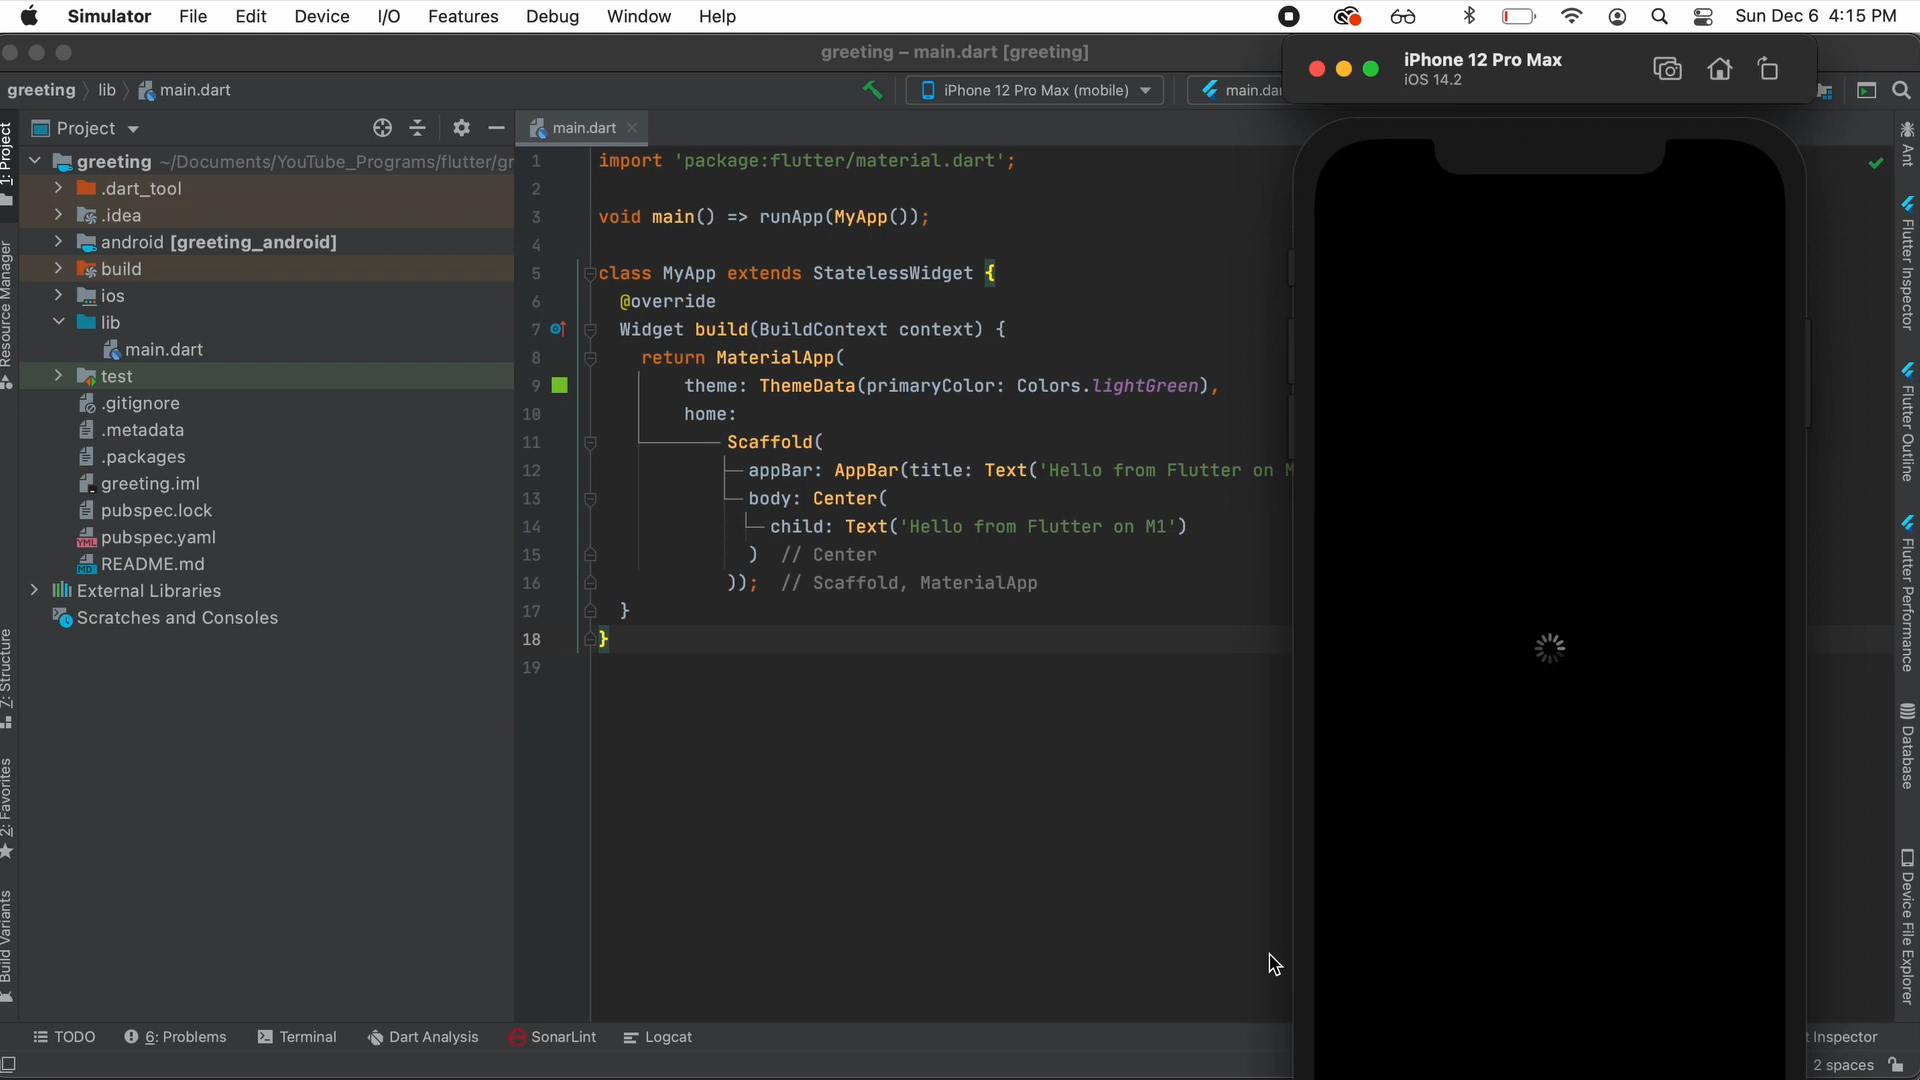 Simulator File Edit Device I/O Features Debug Window Help Sun Dec 6 4:15 PM
greeting – main.dart [greeting]
iPhone 12 Pro Max
iOS 14.2
greeting lib main.dart iPhone 12 Pro Max (mobile) main.dar
Project main.dart
greeting ~/Documents/YouTube_Programs/flutter/gr
.dart_tool
.idea
android [greeting_android]
build
ios
lib
main.dart
test
.gitignore
.metadata
.packages
greeting.iml
pubspec.lock
pubspec.yaml
README.md
External Libraries
Scratches and Consoles
1 import 'package:flutter/material.dart';
2
3 void main() => runApp(MyApp());
4
5 class MyApp extends StatelessWidget {
6 @override
7 Widget build(BuildContext context) {
8 return MaterialApp(
9 theme: ThemeData(primaryColor: Colors.lightGreen),
10 home:
11 Scaffold(
12 appBar: AppBar(title: Text('Hello from Flutter on M
13 body: Center(
14 child: Text('Hello from Flutter on M1')
15 ) // Center
16 )); // Scaffold, MaterialApp
17 }
18 }
19
1: Project
Resource Manager
7: Structure
2: Favorites
Build Variants
Ant
Flutter Inspector
Flutter Outline
Flutter Performance
Database
Device File Explorer
TODO 6: Problems Terminal Dart Analysis SonarLint Logcat t Inspector
2 spaces